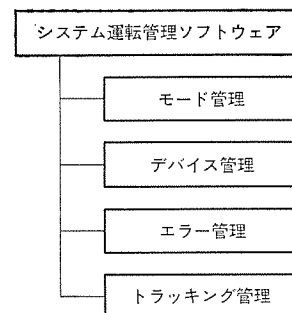 システム運転管理ソフトウェア
モード管理
デバイス管理
エラー管理
トラッキング管理